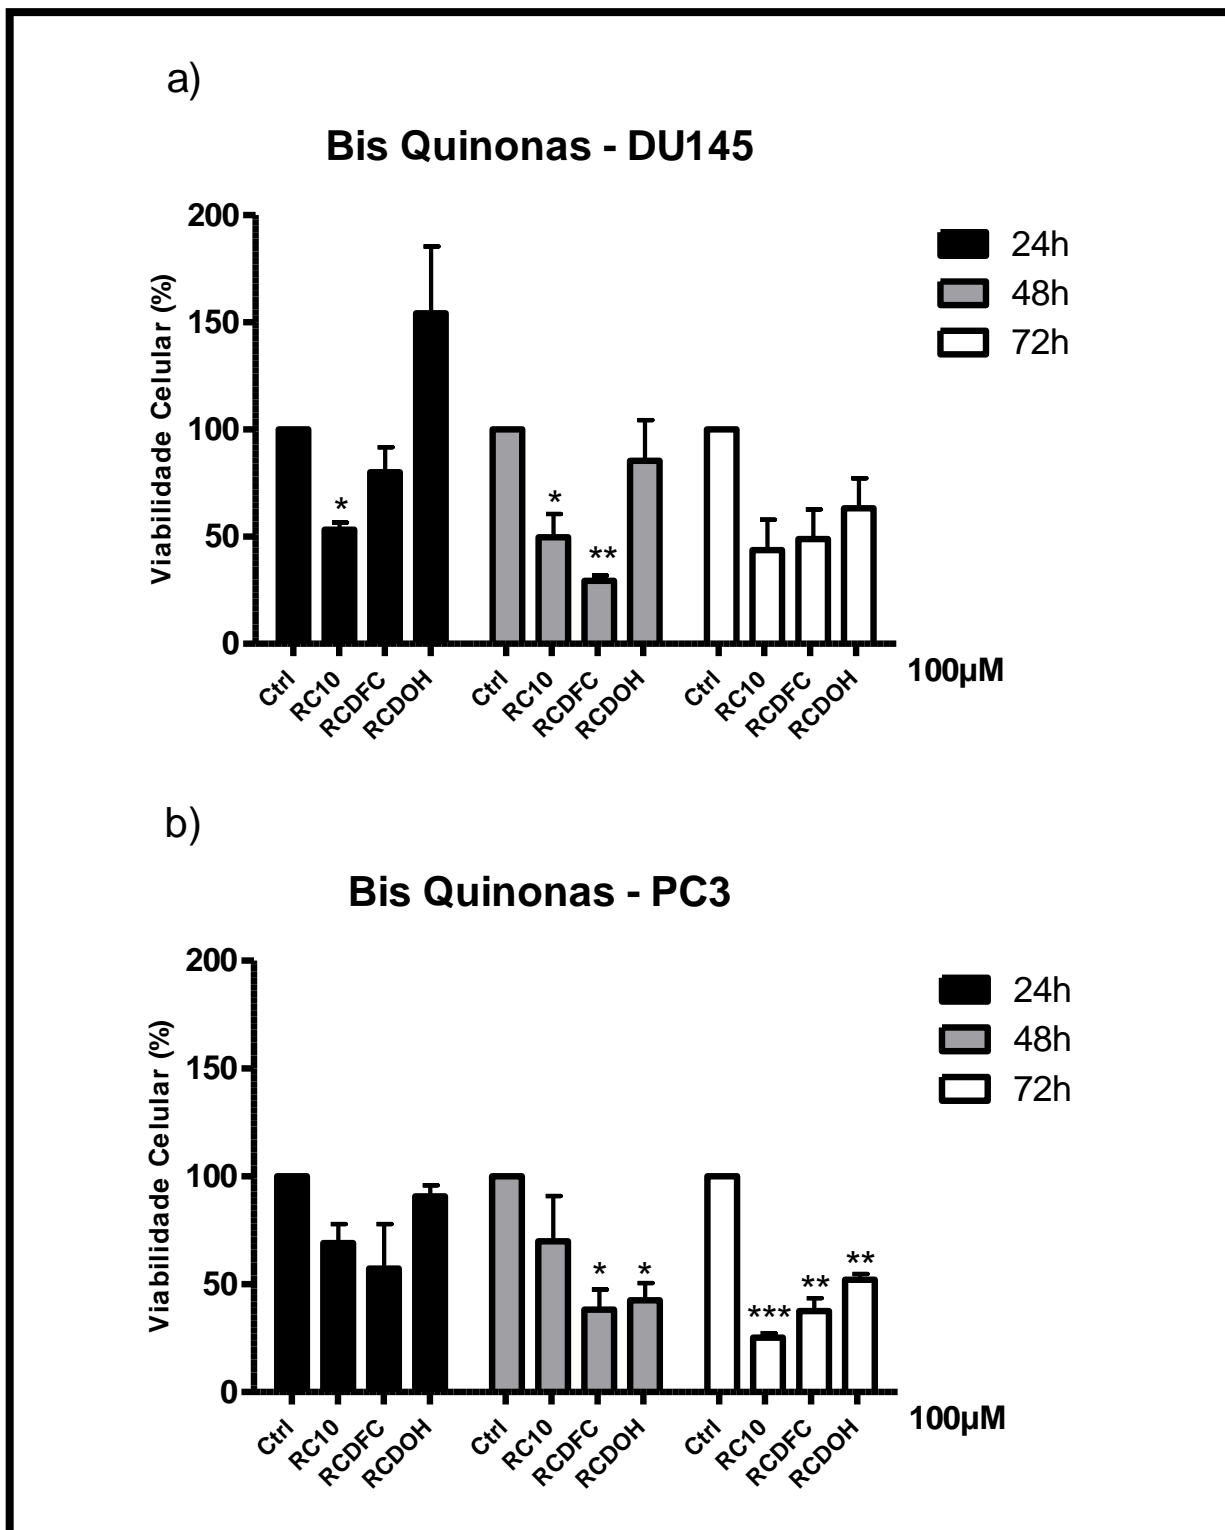 a)
Bis Quinonas - DU145
Viabilidade Celular (%)
200
150
100
50
0
*
*
**
24h
48h
72h
Ctrl
RC10
RCDFC
RCDOH
Ctrl
RC10
RCDFC
RCDOH
Ctrl
RC10
RCDFC
RCDOH
100µM
b)
Bis Quinonas - PC3
Viabilidade Celular (%)
200
150
100
50
0
*
*
***
**
**
24h
48h
72h
Ctrl
RC10
RCDFC
RCDOH
Ctrl
RC10
RCDFC
RCDOH
Ctrl
RC10
RCDFC
RCDOH
100µM